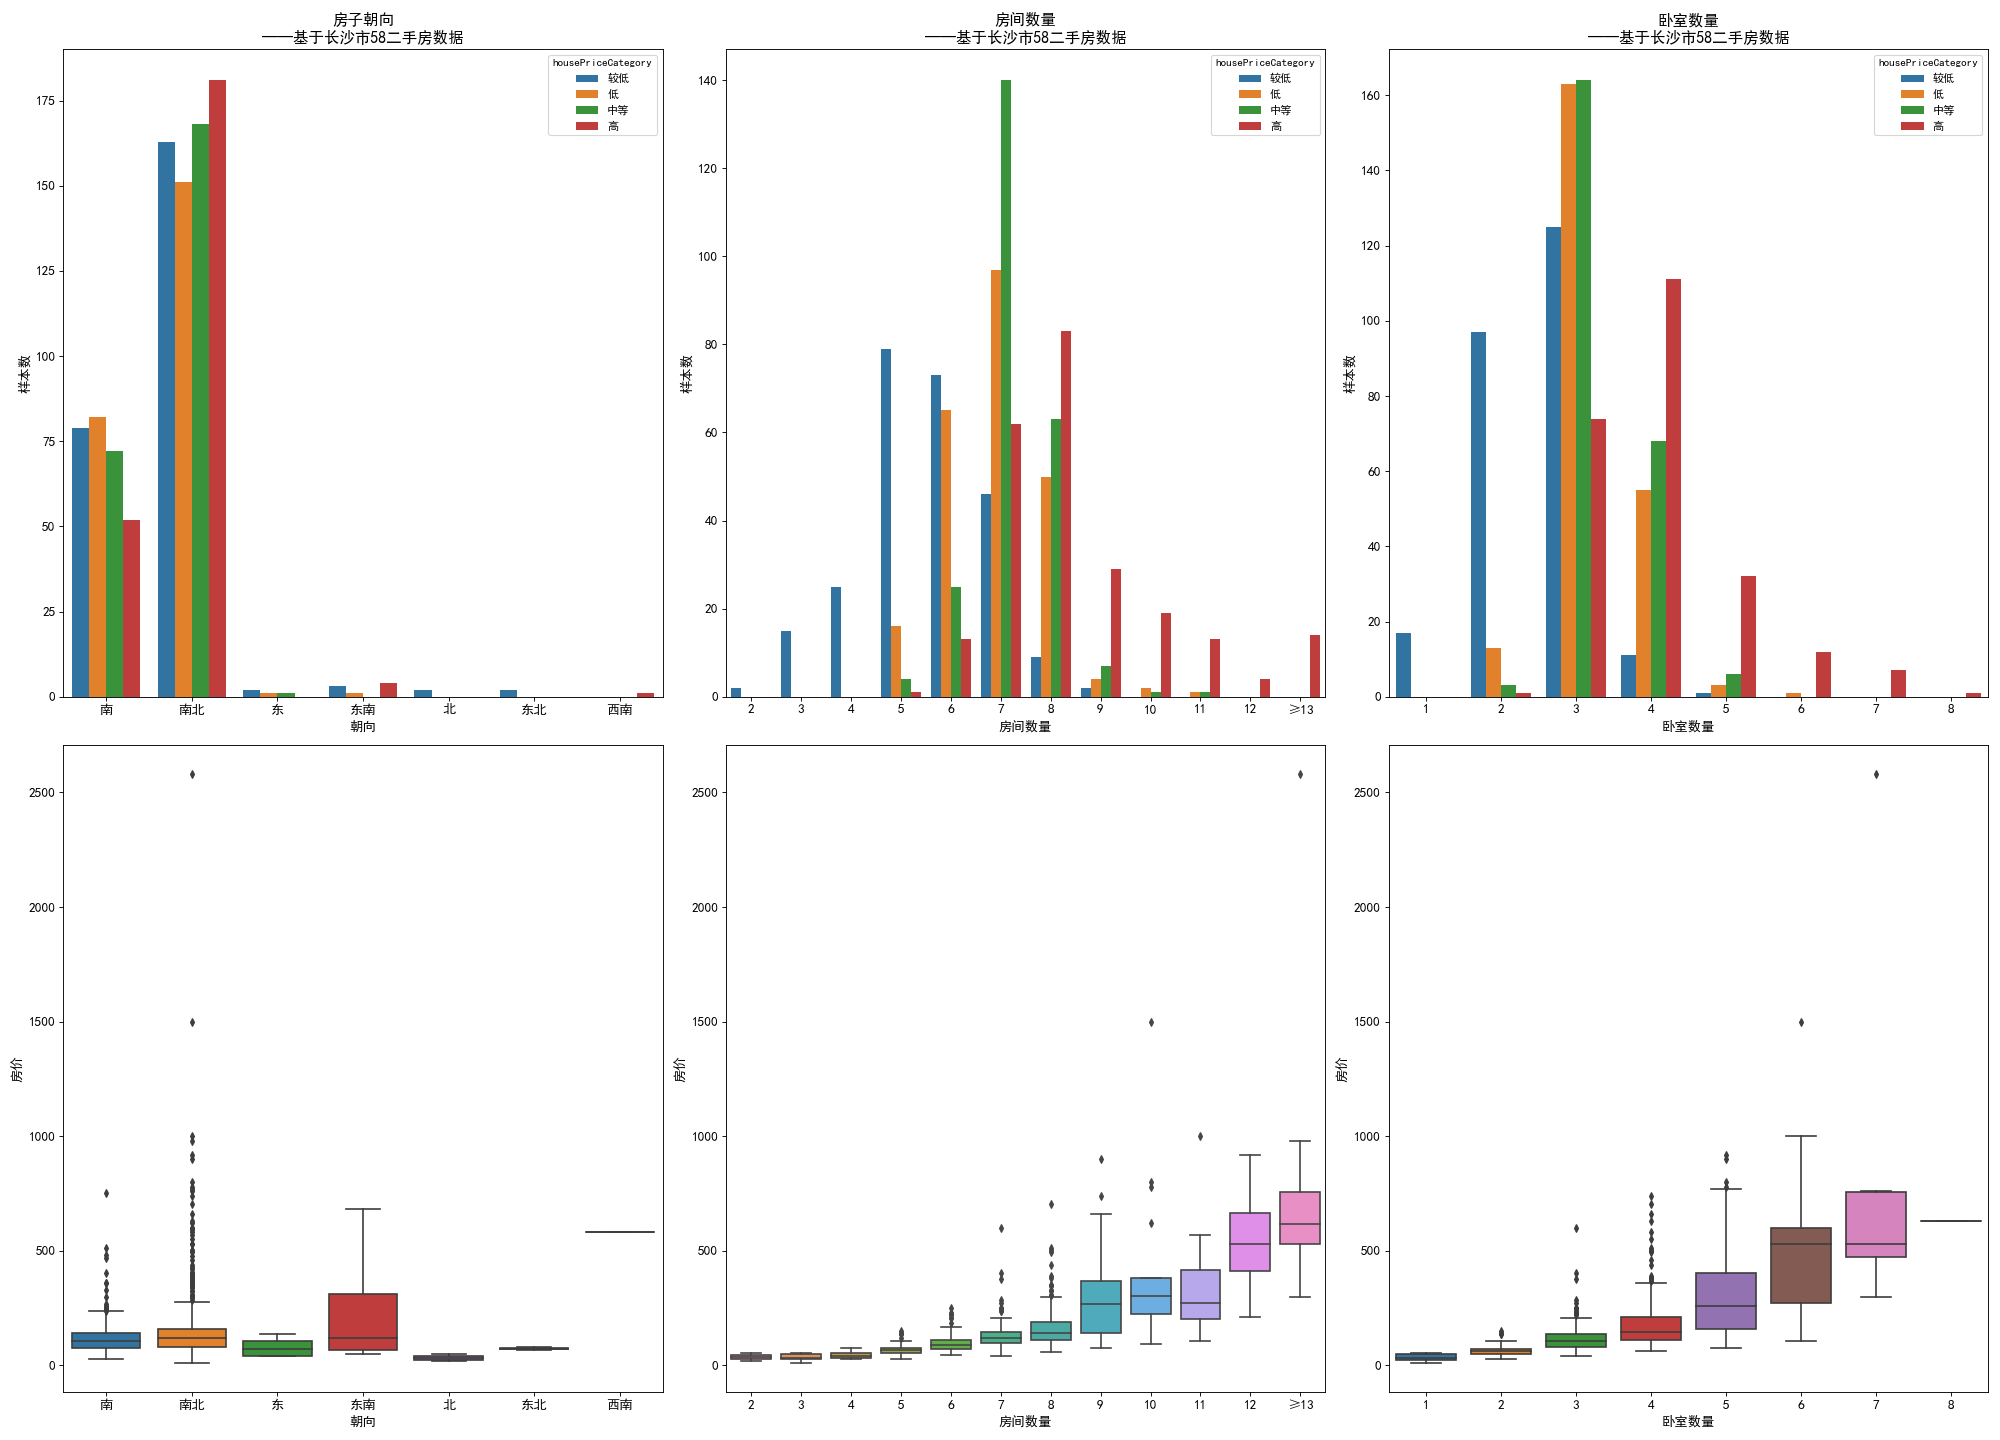 房子朝向
——基于长沙市58二手房数据
housePriceCategory
较低
低
中等
高
175
150
125
100
75
50
25
0
样本数
南 南北 东 东南 北 东北 西南
朝向
房间数量
——基于长沙市58二手房数据
housePriceCategory
较低
低
中等
高
140
120
100
80
60
40
20
0
样本数
2 3 4 5 6 7 8 9 10 11 12 ≥13
房间数量
卧室数量
——基于长沙市58二手房数据
housePriceCategory
较低
低
中等
高
160
140
120
100
80
60
40
20
0
样本数
1 2 3 4 5 6 7 8
卧室数量
2500
2000
1500
1000
500
0
房价
南 南北 东 东南 北 东北 西南
朝向
2500
2000
1500
1000
500
0
房价
2 3 4 5 6 7 8 9 10 11 12 ≥13
房间数量
2500
2000
1500
1000
500
0
房价
1 2 3 4 5 6 7 8
卧室数量